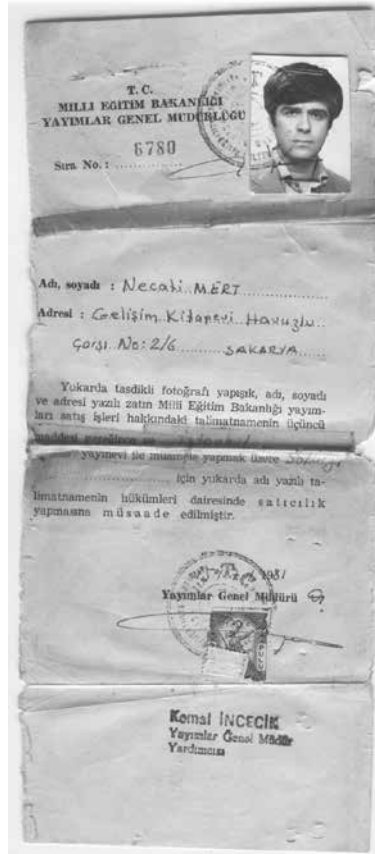 T. C.
MİLLİ EĞİTİM BAKANLIĞI
YAYIMLAR GENEL MÜDÜRLÜĞÜ
6780
Sıra No. :
Adı, soyadı : Necati MERT
Adresi : Gelişim Kitapevi Havuzlu
Çarşı No: 2/6 SAKARYA
Yukarda tasdikli fotoğrafı yapışık, adı, soyadı
ve adresi yazılı zatın Milli Eğitim Bakanlığı yayım-
ları satış işleri hakkındaki talimatnamenin üçüncü
maddesi gereğince
yayınevi ile muamele yapmak üzere
için yukarda adı yazılı ta-
limatnamenin hükümleri dairesinde satıcılık
yapmasına müsaade edilmiştir.
Yayımlar Genel Müdürü
Kemal İNCECİK
Yayımlar Genel Müdür
Yardımcısı